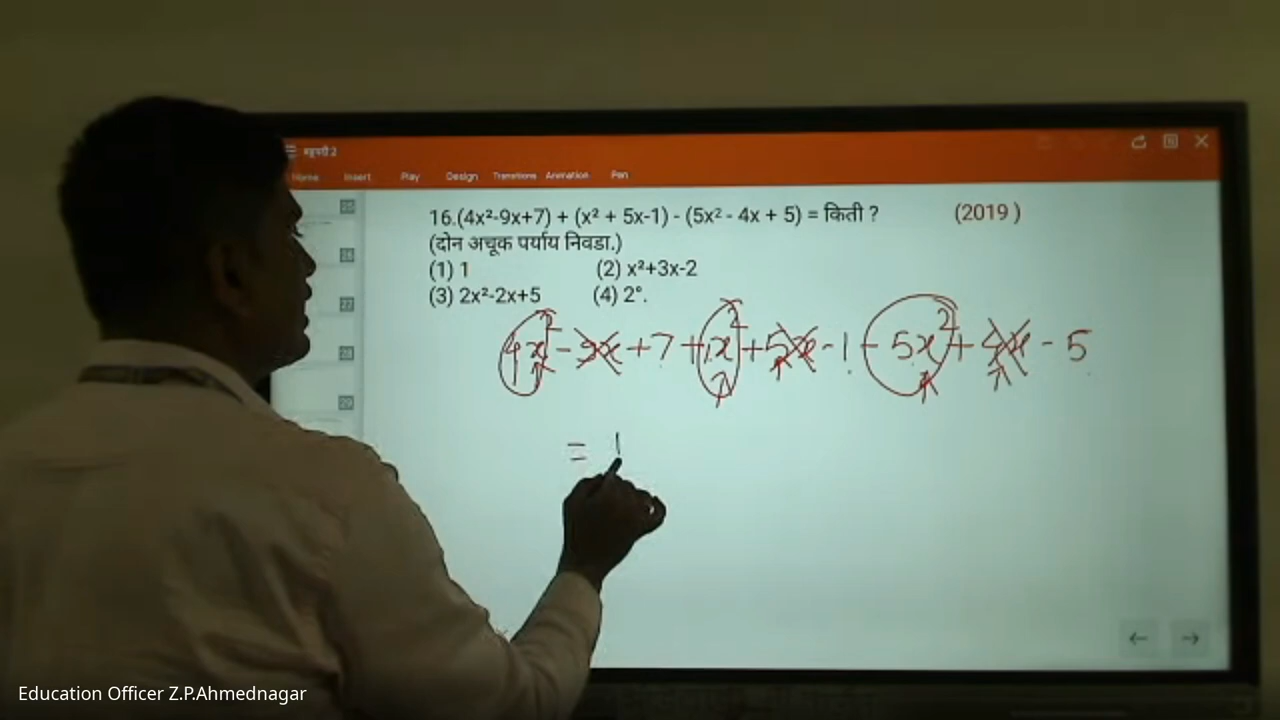 Home Insert Play Design Transitions Animation Pen
16.(4x²-9x+7) + (x² + 5x-1) - (5x² - 4x + 5) = किती ? (2019)
(दोन अचूक पर्याय निवडा.)
(1) 1 (2) x²+3x-2
(3) 2x²-2x+5 (4) 2°.
4x² - 9x + 7 + 1x² + 5x - 1 - 5x² + 4x - 5
= 1
Education Officer Z.P.Ahmednagar